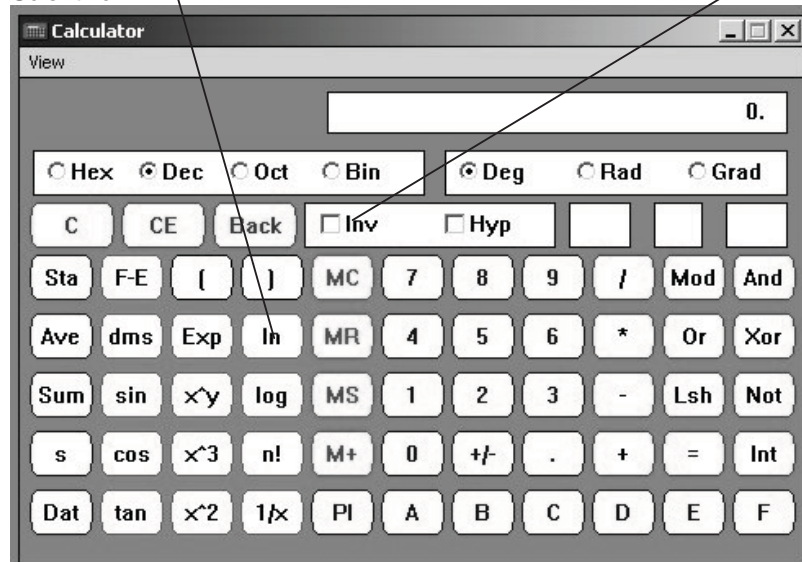 Calculator
View
0.
Hex Dec Oct Bin Deg Rad Grad
C CE Back Inv Hyp
Sta F-E ( ) MC 7 8 9 / Mod And
Ave dms Exp ln MR 4 5 6 * Or Xor
Sum sin x^y log MS 1 2 3 - Lsh Not
s cos x^3 n! M+ 0 +/- . + = Int
Dat tan x^2 1/x PI A B C D E F